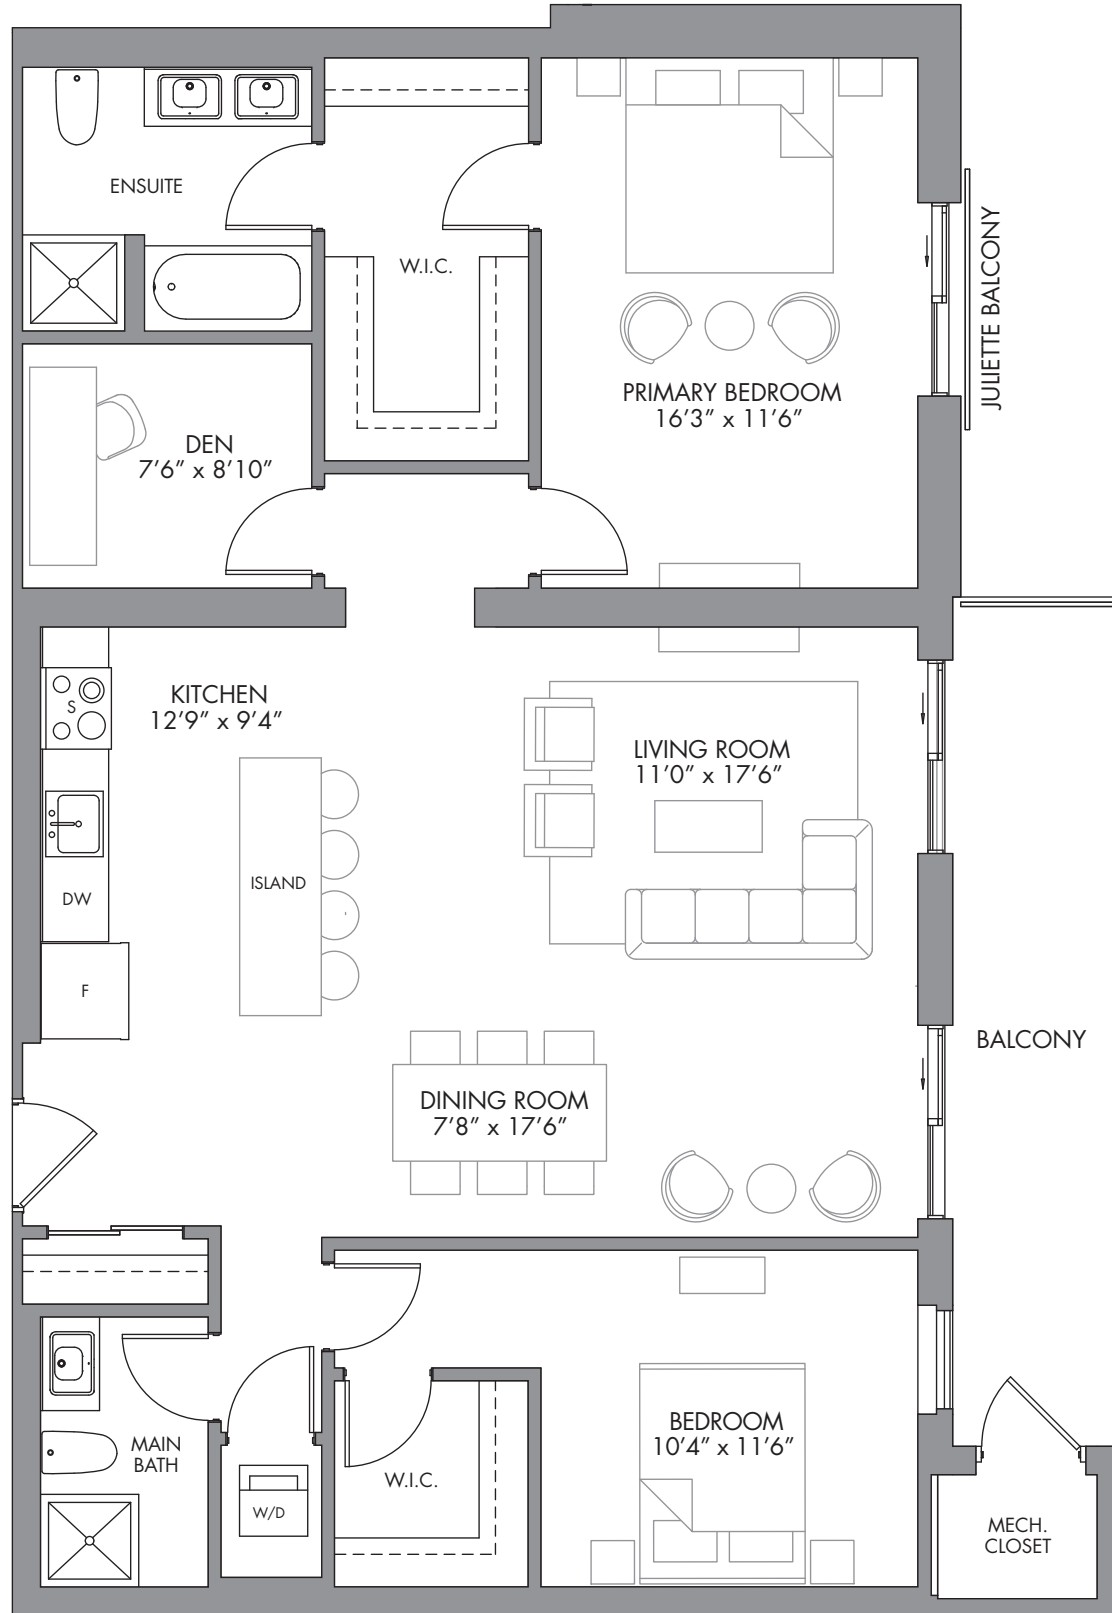 ENSUITE
W.I.C.
JULIETTE BALCONY
PRIMARY BEDROOM
16’3” x 11’6”
DEN
7’6” x 8’10”
KITCHEN
12’9” x 9’4”
S
LIVING ROOM
11’0” x 17’6”
ISLAND
DW
F
BALCONY
DINING ROOM
7’8” x 17’6”
BEDROOM
10’4” x 11’6”
MAIN
BATH
W.I.C.
W/D
MECH.
CLOSET